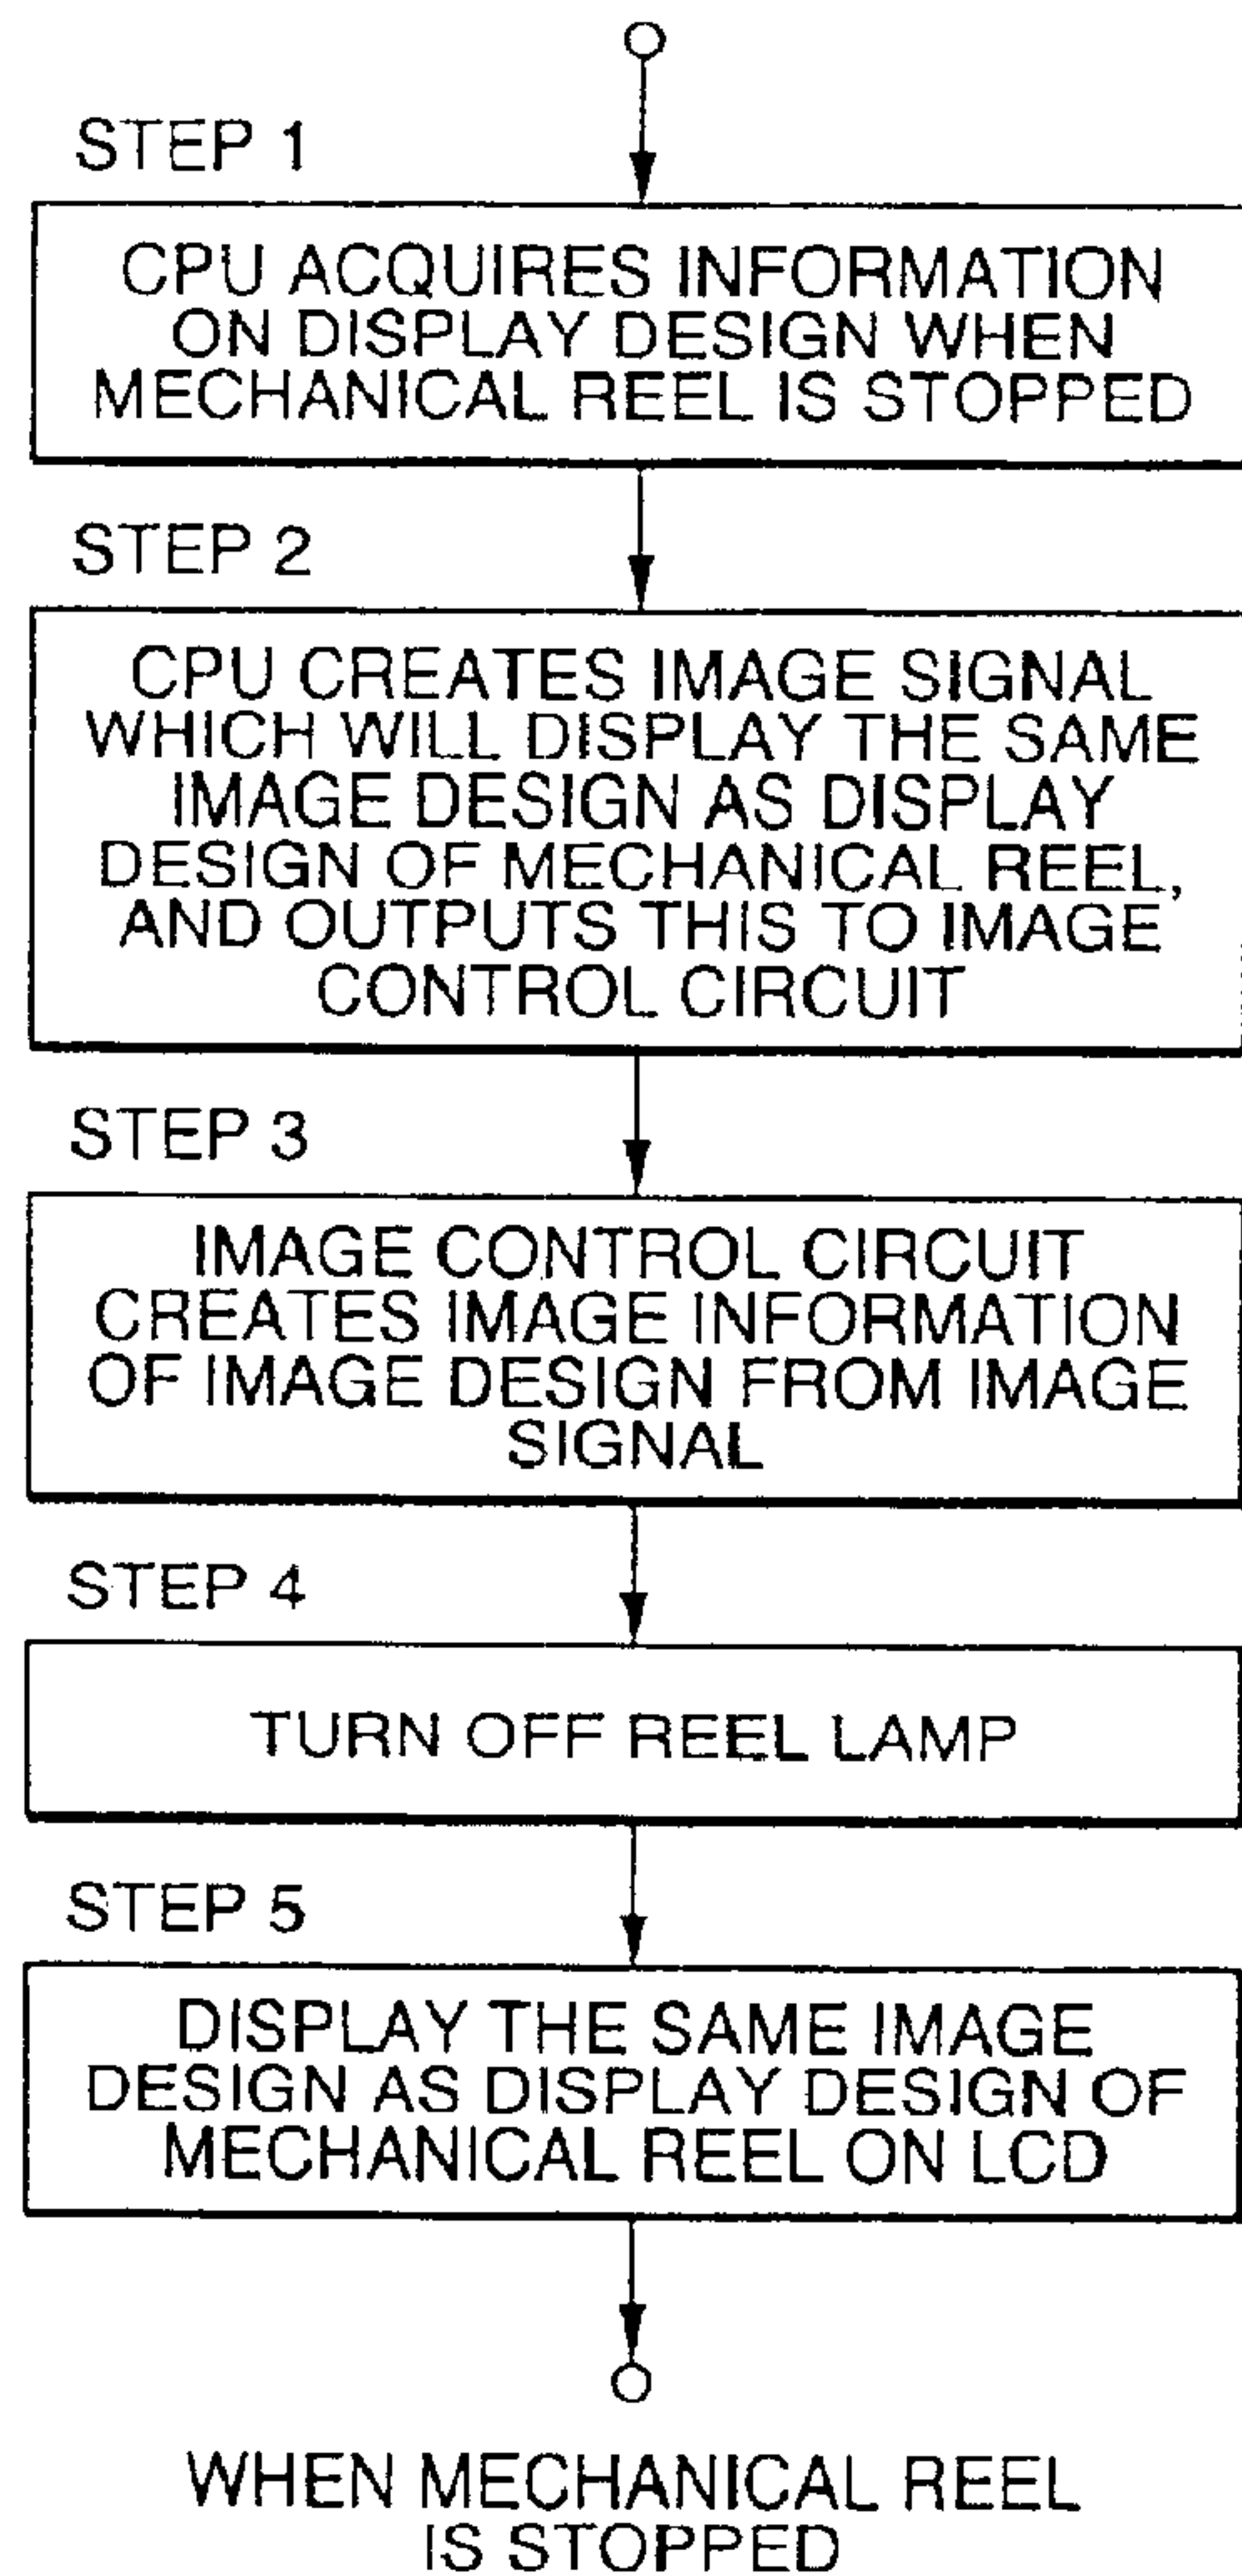 STEP 1
CPU ACQUIRES INFORMATION
ON DISPLAY DESIGN WHEN
MECHANICAL REEL IS STOPPED
STEP 2
CPU CREATES IMAGE SIGNAL
WHICH WILL DISPLAY THE SAME
IMAGE DESIGN AS DISPLAY
DESIGN OF MECHANICAL REEL,
AND OUTPUTS THIS TO IMAGE
CONTROL CIRCUIT
STEP 3
IMAGE CONTROL CIRCUIT
CREATES IMAGE INFORMATION
OF IMAGE DESIGN FROM IMAGE
SIGNAL
STEP 4
TURN OFF REEL LAMP
STEP 5
DISPLAY THE SAME IMAGE
DESIGN AS DISPLAY DESIGN OF
MECHANICAL REEL ON LCD
WHEN MECHANICAL REEL
IS STOPPED